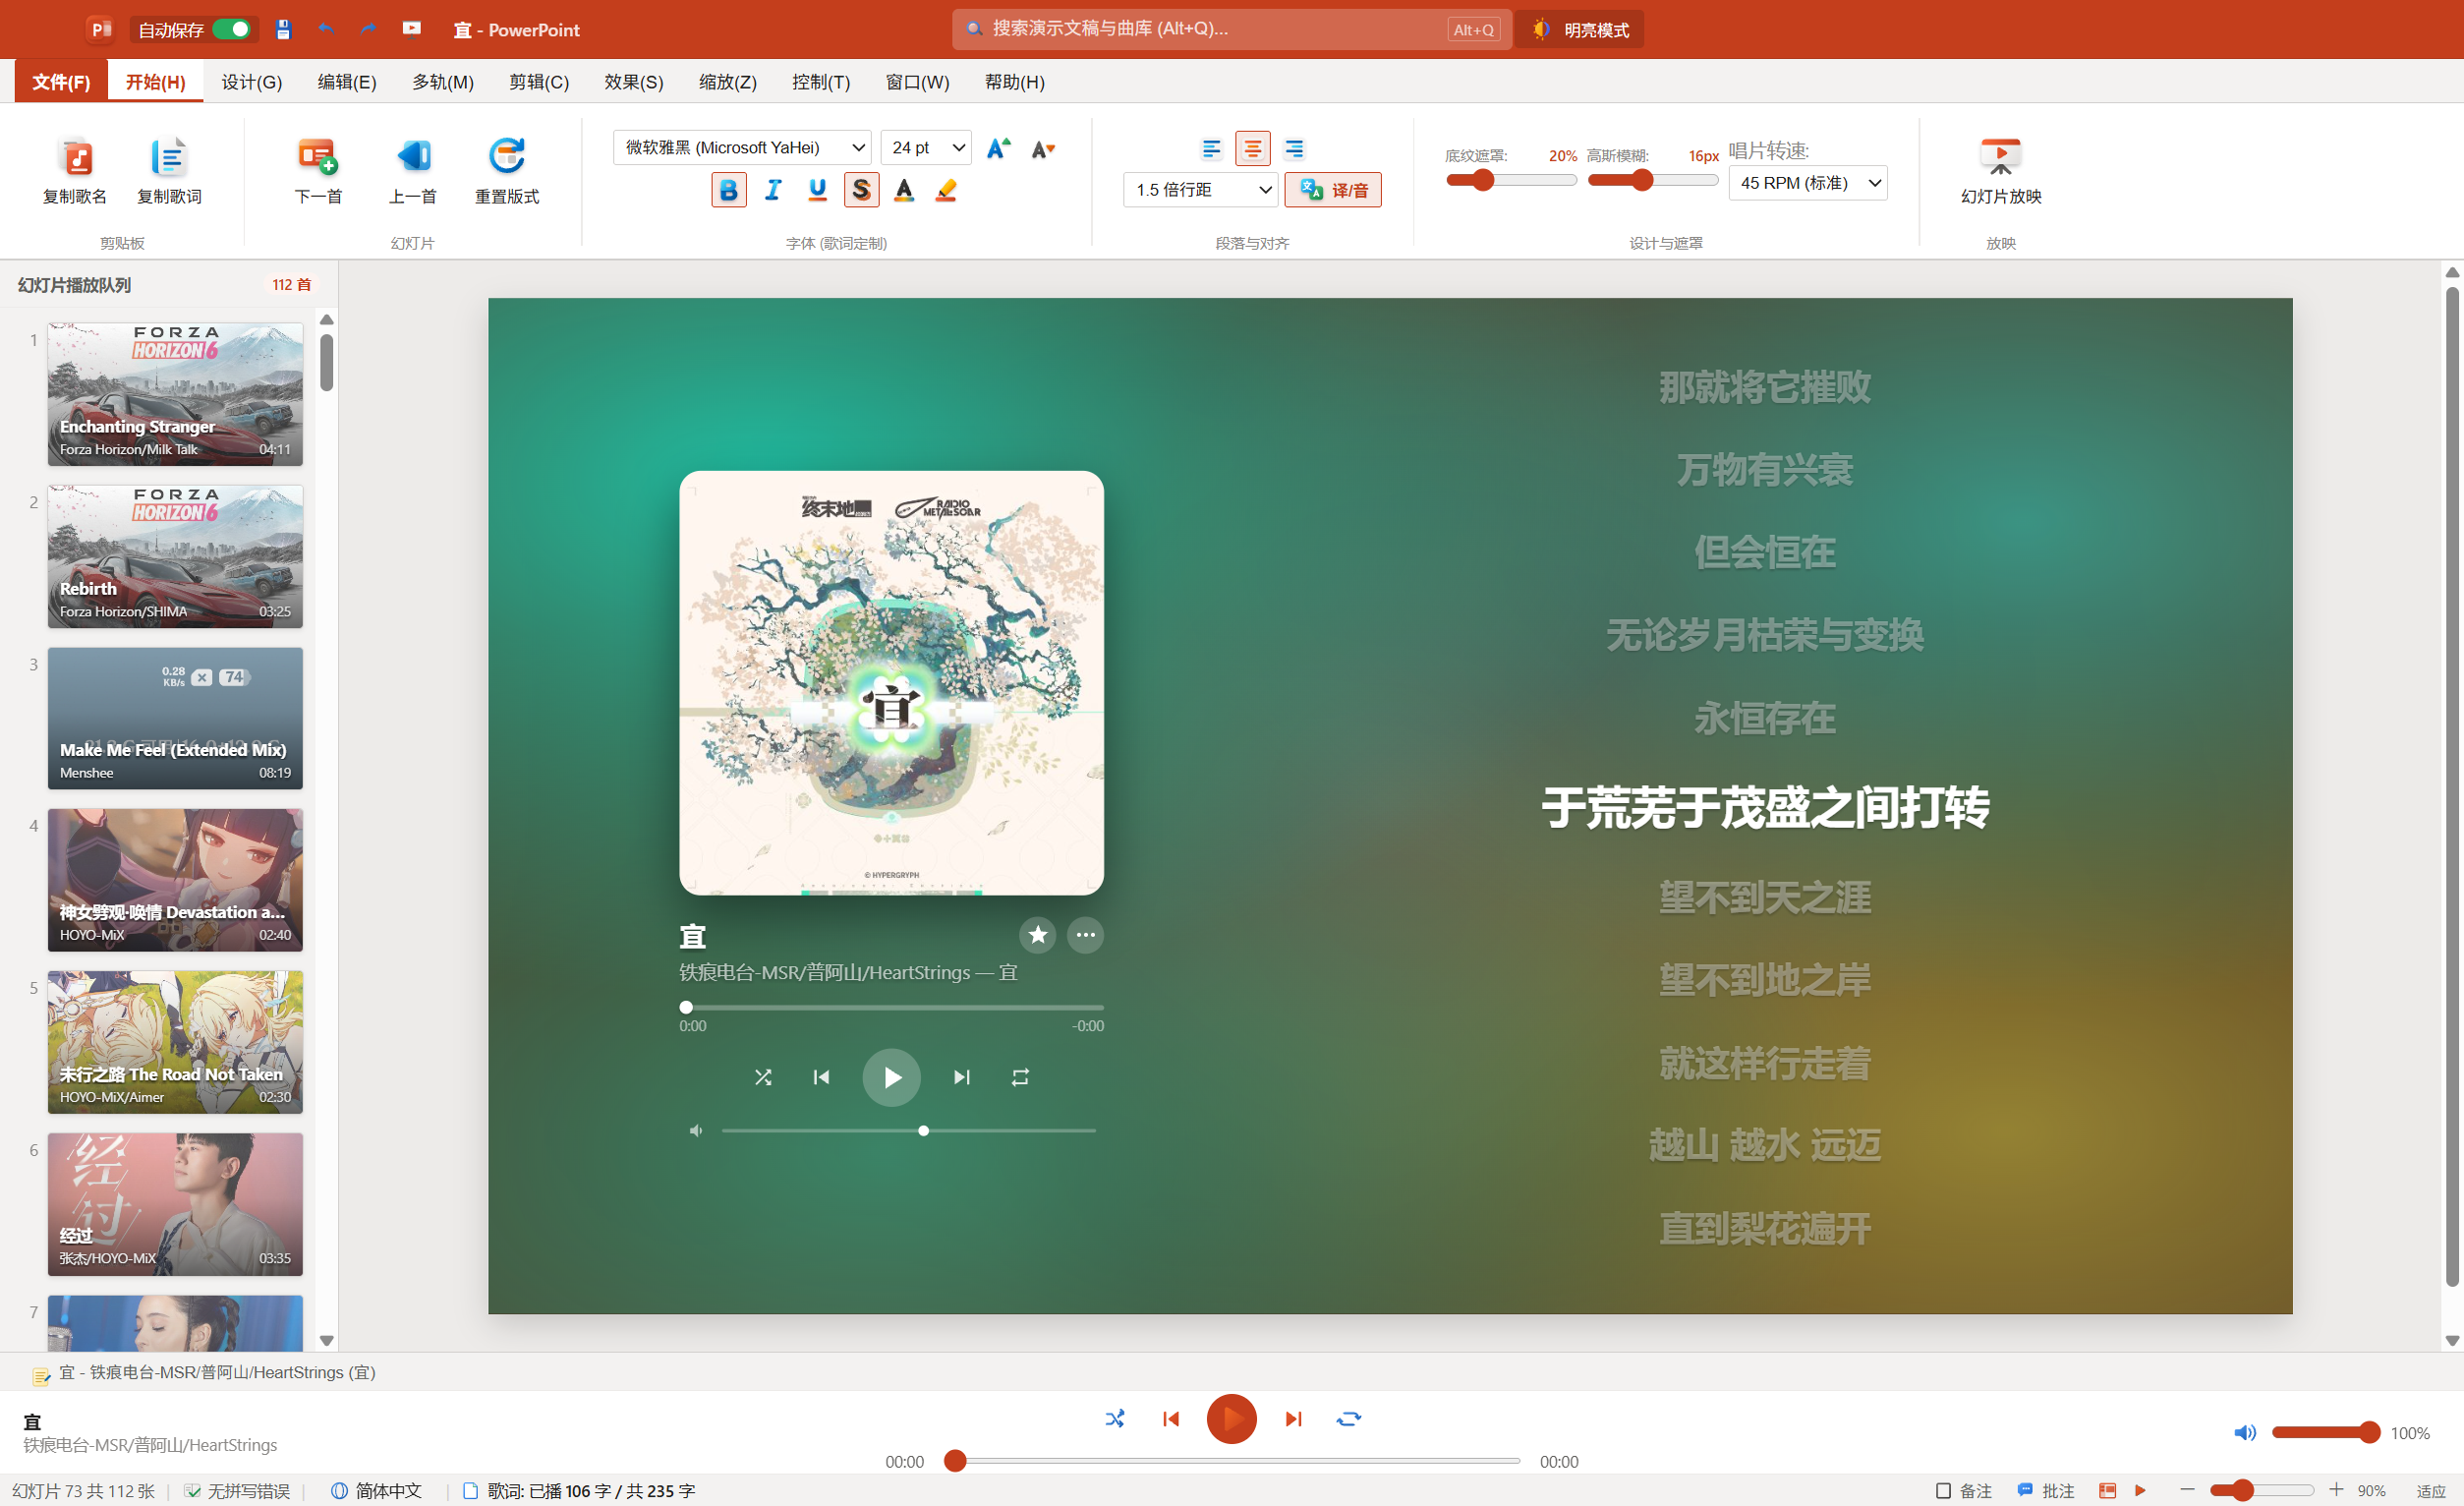 自动保存
宜 - PowerPoint
搜索演示文稿与曲库 (Alt+Q)...
Alt+Q
明亮模式
文件(F) 开始(H) 设计(G) 编辑(E) 多轨(M) 剪辑(C) 效果(S) 缩放(Z) 控制(T) 窗口(W) 帮助(H)
复制歌名 复制歌词
剪贴板
下一首 上一首 重置版式
幻灯片
微软雅黑 (Microsoft YaHei) 24 pt
字体 (歌词定制)
1.5 倍行距 译/音
段落与对齐
底纹遮罩: 20% 高斯模糊: 16px 唱片转速:
45 RPM (标准)
设计与遮罩
幻灯片放映
放映
幻灯片播放队列 112 首
1
FORZA
HORIZON 6
Enchanting Stranger
Forza Horizon/Milk Talk 04:11
2
FORZA
HORIZON 6
Rebirth
Forza Horizon/SHIMA 03:25
3
0.28
KB/s
74
Make Me Feel (Extended Mix)
Menshee 08:19
4
神女劈观·唤情 Devastation a...
HOYO-MiX 02:40
5
未行之路 The Road Not Taken
HOYO-MiX/Aimer 02:30
6
经过
经过
张杰/HOYO-MiX 03:35
7
终末地
RADIO
METALSOAR
宜
© HYPERGRYPH
宜
铁痕电台-MSR/普阿山/HeartStrings — 宜
0:00 -0:00
那就将它摧败
万物有兴衰
但会恒在
无论岁月枯荣与变换
永恒存在
于荒芜于茂盛之间打转
望不到天之涯
望不到地之岸
就这样行走着
越山 越水 远迈
直到梨花遍开
宜 - 铁痕电台-MSR/普阿山/HeartStrings (宜)
宜
铁痕电台-MSR/普阿山/HeartStrings
00:00 00:00
100%
幻灯片 73 共 112 张 无拼写错误 简体中文 歌词: 已播 106 字 / 共 235 字
备注 批注 90% 适应